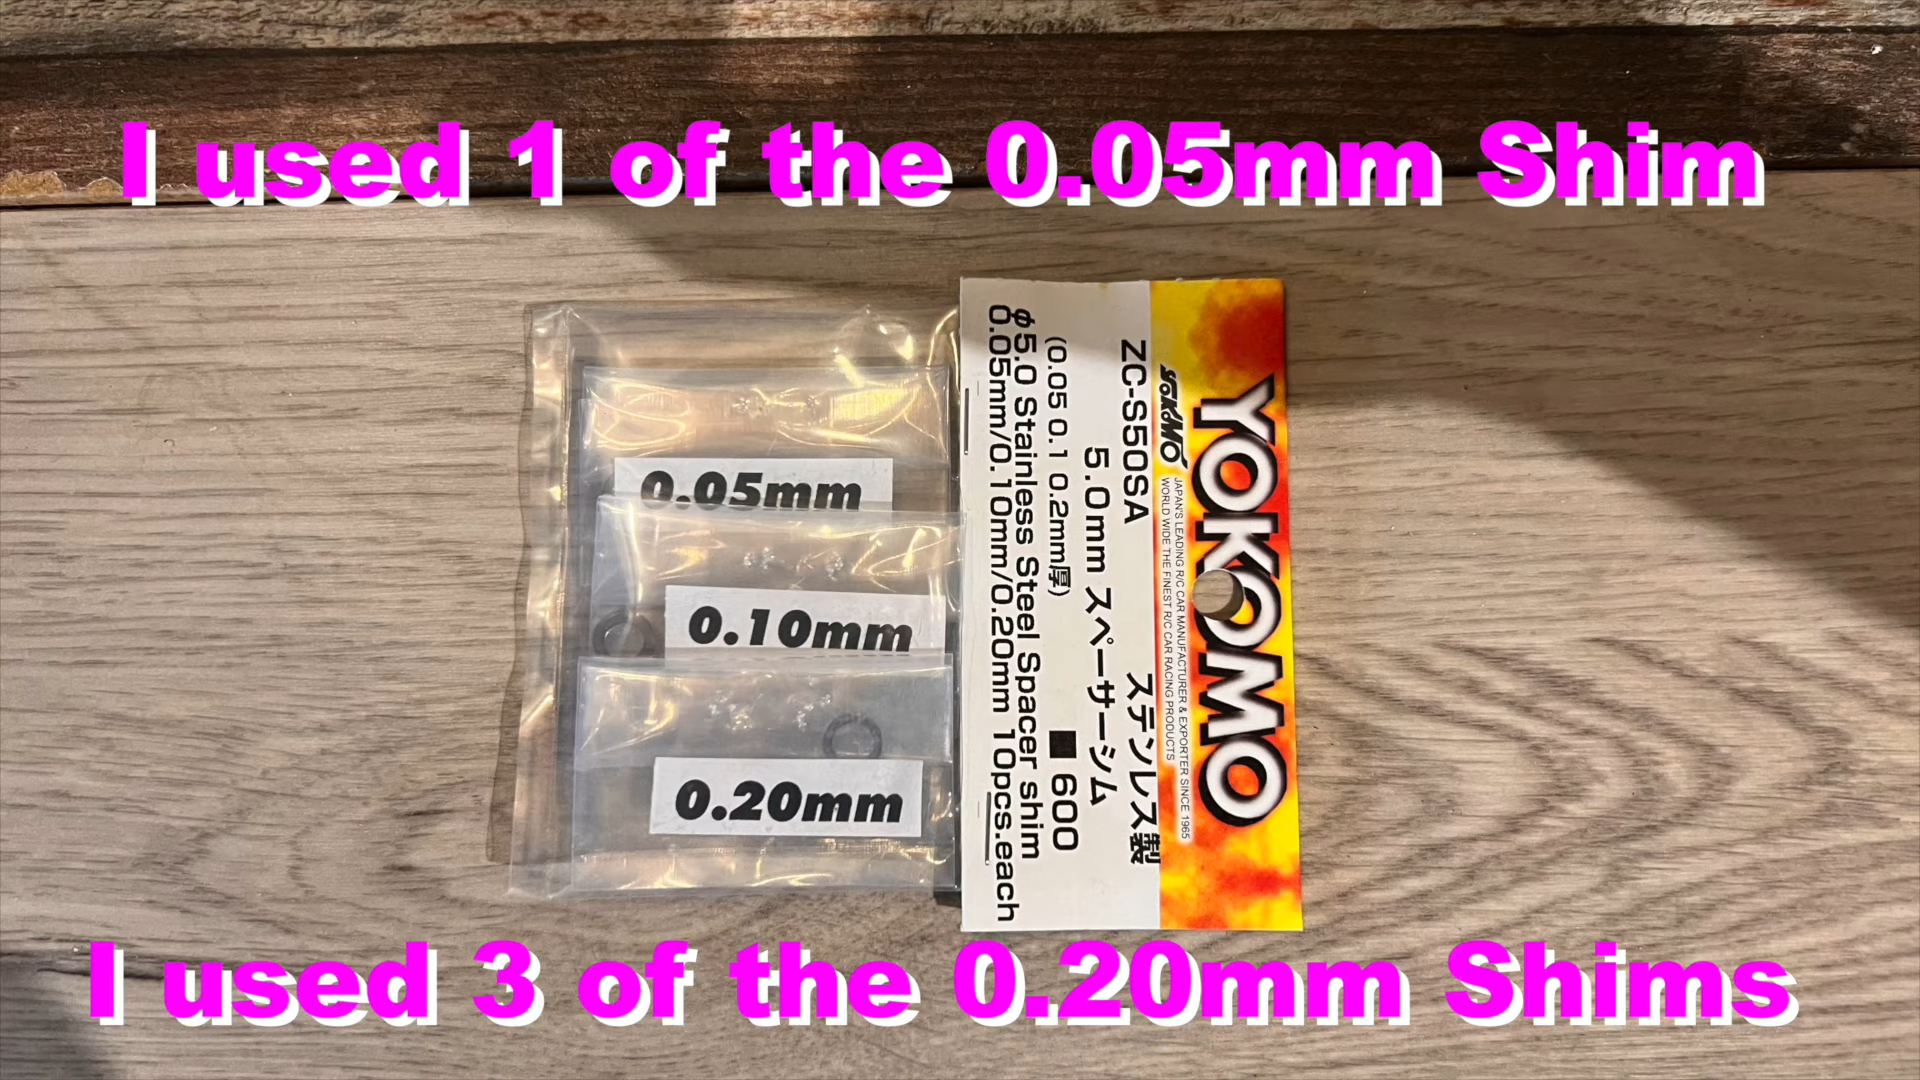 I used 1 of the 0.05mm Shim
0.05mm
0.10mm
0.20mm
YOKOMO
YOKOMO
JAPAN'S LEADING R/C CAR MANUFACTURER & EXPORTER SINCE 1965
WORLD WIDE THE FINEST R/C CAR RACING PRODUCTS
ZC-S50SA ステンレス製
5.0mm スペーサーシム
(0.05 0.1 0.2mm厚) ■600
φ5.0 Stainless Steel Spacer shim
0.05mm/0.10mm/0.20mm 10pcs.each
I used 3 of the 0.20mm Shims